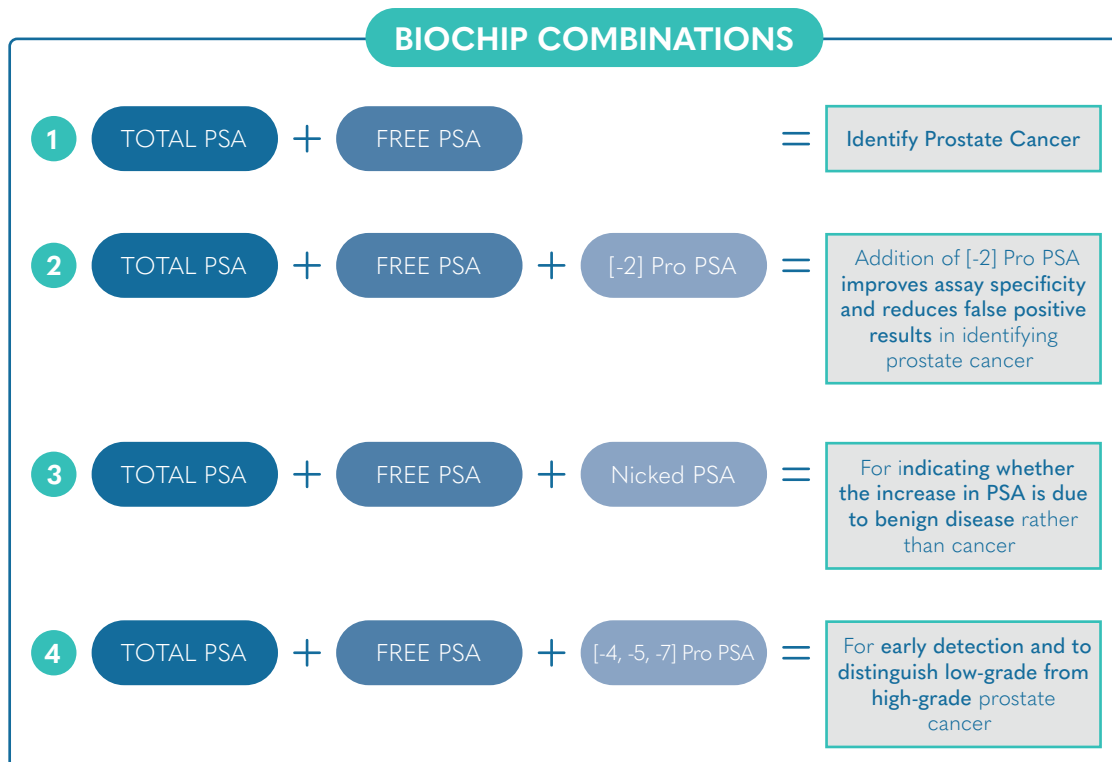 BIOCHIP COMBINATIONS
1 TOTAL PSA + FREE PSA = Identify Prostate Cancer
2 TOTAL PSA + FREE PSA + [-2] Pro PSA =
Addition of [-2] Pro PSA
improves assay specificity
and reduces false positive
results in identifying
prostate cancer
3 TOTAL PSA + FREE PSA + Nicked PSA =
For indicating whether
the increase in PSA is due
to benign disease rather
than cancer
4 TOTAL PSA + FREE PSA + [-4, -5, -7] Pro PSA =
For early detection and to
distinguish low-grade from
high-grade prostate
cancer